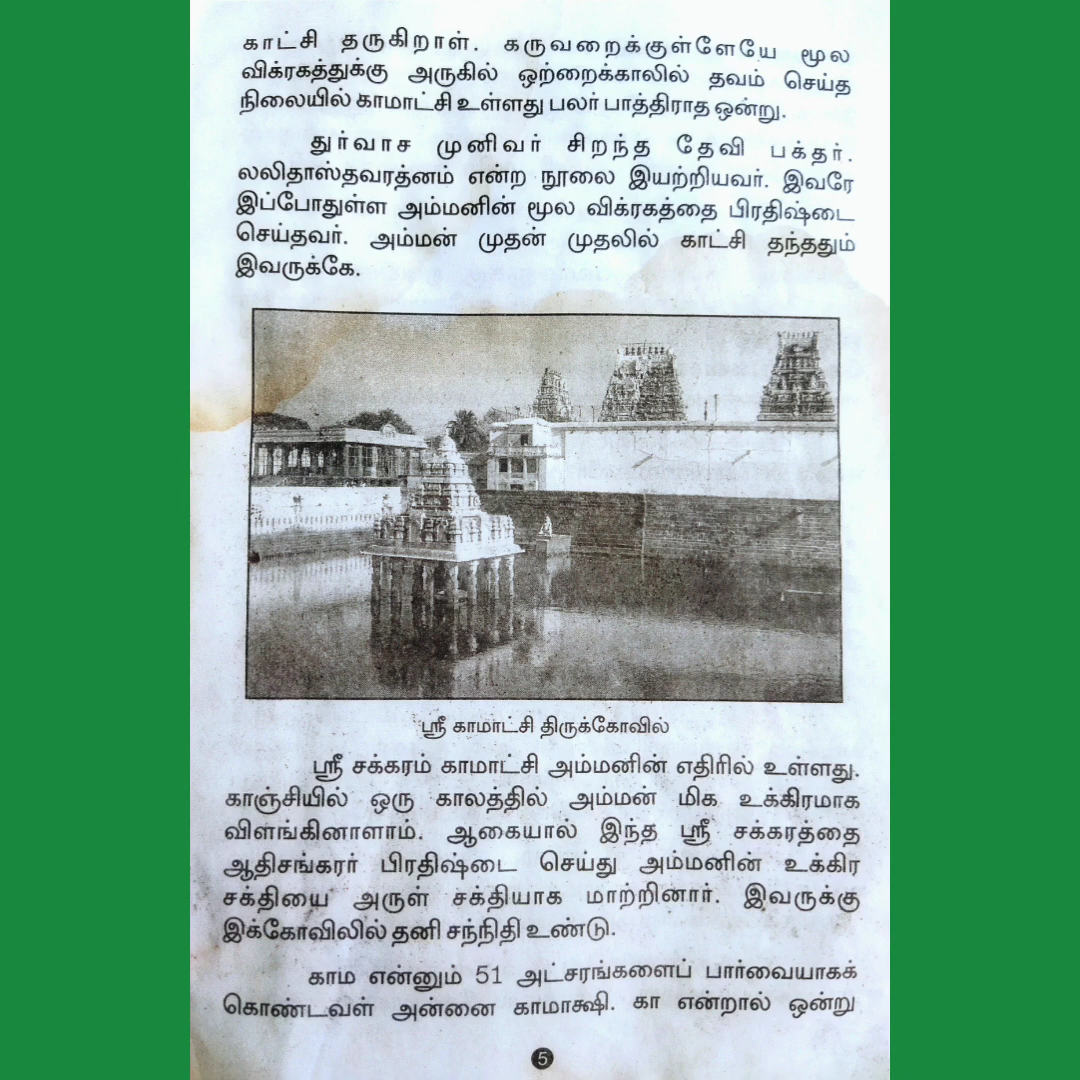 காட்சி தருகிறாள். கருவறைக்குள்ளேயே மூல
விக்ரகத்துக்கு அருகில் ஒற்றைக்காலில் தவம் செய்த
நிலையில் காமாட்சி உள்ளது பலர் பாத்திராத ஒன்று.
துர்வாச முனிவர் சிறந்த தேவி பக்தர்.
லலிதாஸ்தவரத்னம் என்ற நூலை இயற்றியவர். இவரே
இப்போதுள்ள அம்மனின் மூல விக்ரகத்தை பிரதிஷ்டை
செய்தவர். அம்மன் முதன் முதலில் காட்சி தந்ததும்
இவருக்கே.
ஸ்ரீ காமாட்சி திருக்கோவில்
ஸ்ரீ சக்கரம் காமாட்சி அம்மனின் எதிரில் உள்ளது.
காஞ்சியில் ஒரு காலத்தில் அம்மன் மிக உக்கிரமாக
விளங்கினாளாம். ஆகையால் இந்த ஸ்ரீ சக்கரத்தை
ஆதிசங்கரர் பிரதிஷ்டை செய்து அம்மனின் உக்கிர
சக்தியை அருள் சக்தியாக மாற்றினார். இவருக்கு
இக்கோவிலில் தனி சந்நிதி உண்டு.
காம என்னும் 51 அட்சரங்களைப் பார்வையாகக்
கொண்டவள் அன்னை காமாக்ஷி. கா என்றால் ஒன்று
5